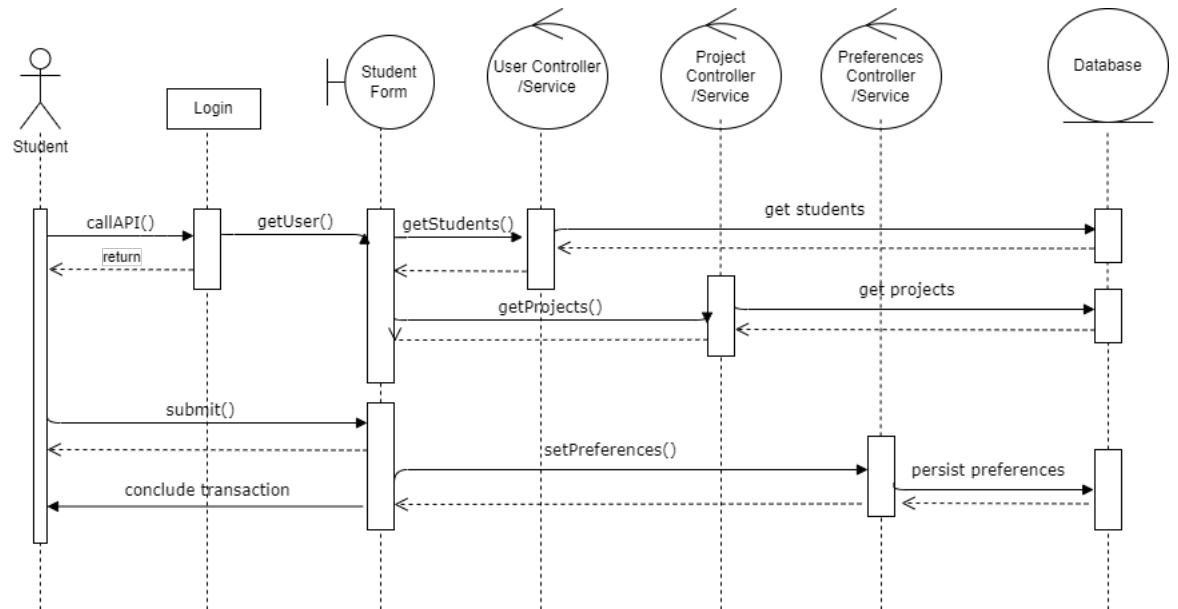 Student
Login
Student
Form
User Controller
/Service
Project
Controller
/Service
Preferences
Controller
/Service
Database
callAPI()
getUser()
getStudents()
get students
return
getProjects()
get projects
submit()
setPreferences()
persist preferences
conclude transaction